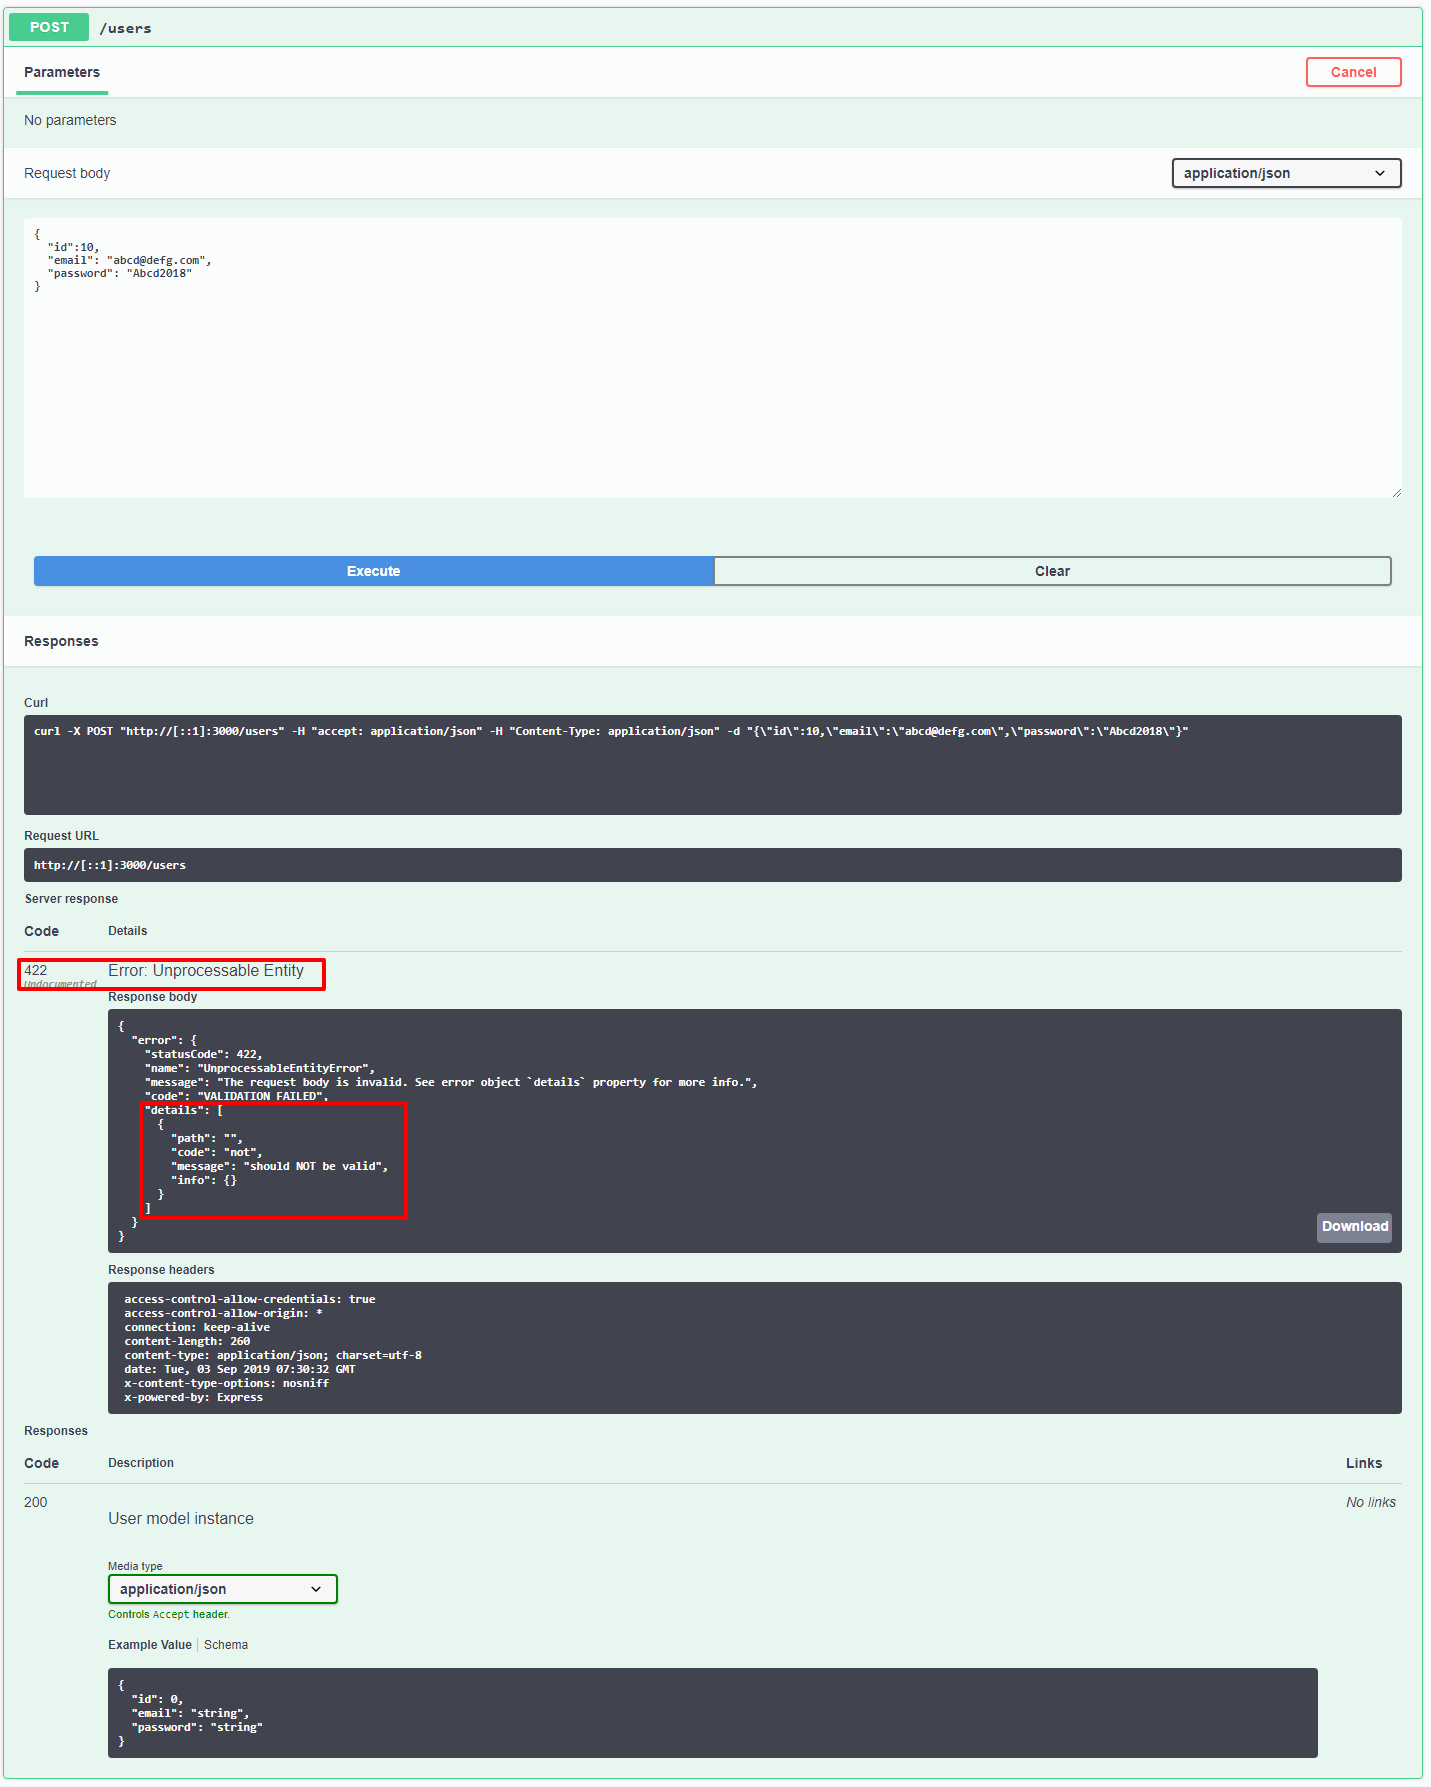 POST /users
Parameters
Cancel
No parameters
Request body
application/json
{
"id":10,
"email": "abcd@defg.com",
"password": "Abcd2018"
}
Execute
Clear
Responses
Curl
curl -X POST "http://[::1]:3000/users" -H "accept: application/json" -H "Content-Type: application/json" -d "{\"id\":10,\"email\":\"abcd@defg.com\",\"password\":\"Abcd2018\"}"
Request URL
http://[::1]:3000/users
Server response
Code Details
422 Error: Unprocessable Entity
Undocumented
Response body
{
"error": {
"statusCode": 422,
"name": "UnprocessableEntityError",
"message": "The request body is invalid. See error object `details` property for more info.",
"code": "VALIDATION_FAILED",
"details": [
{
"path": "",
"code": "not",
"message": "should NOT be valid",
"info": {}
}
]
}
}
Download
Response headers
access-control-allow-credentials: true
access-control-allow-origin: *
connection: keep-alive
content-length: 260
content-type: application/json; charset=utf-8
date: Tue, 03 Sep 2019 07:30:32 GMT
x-content-type-options: nosniff
x-powered-by: Express
Responses
Code Description Links
200 No links
User model instance
Media type
application/json
Controls Accept header.
Example Value Schema
{
"id": 0,
"email": "string",
"password": "string"
}